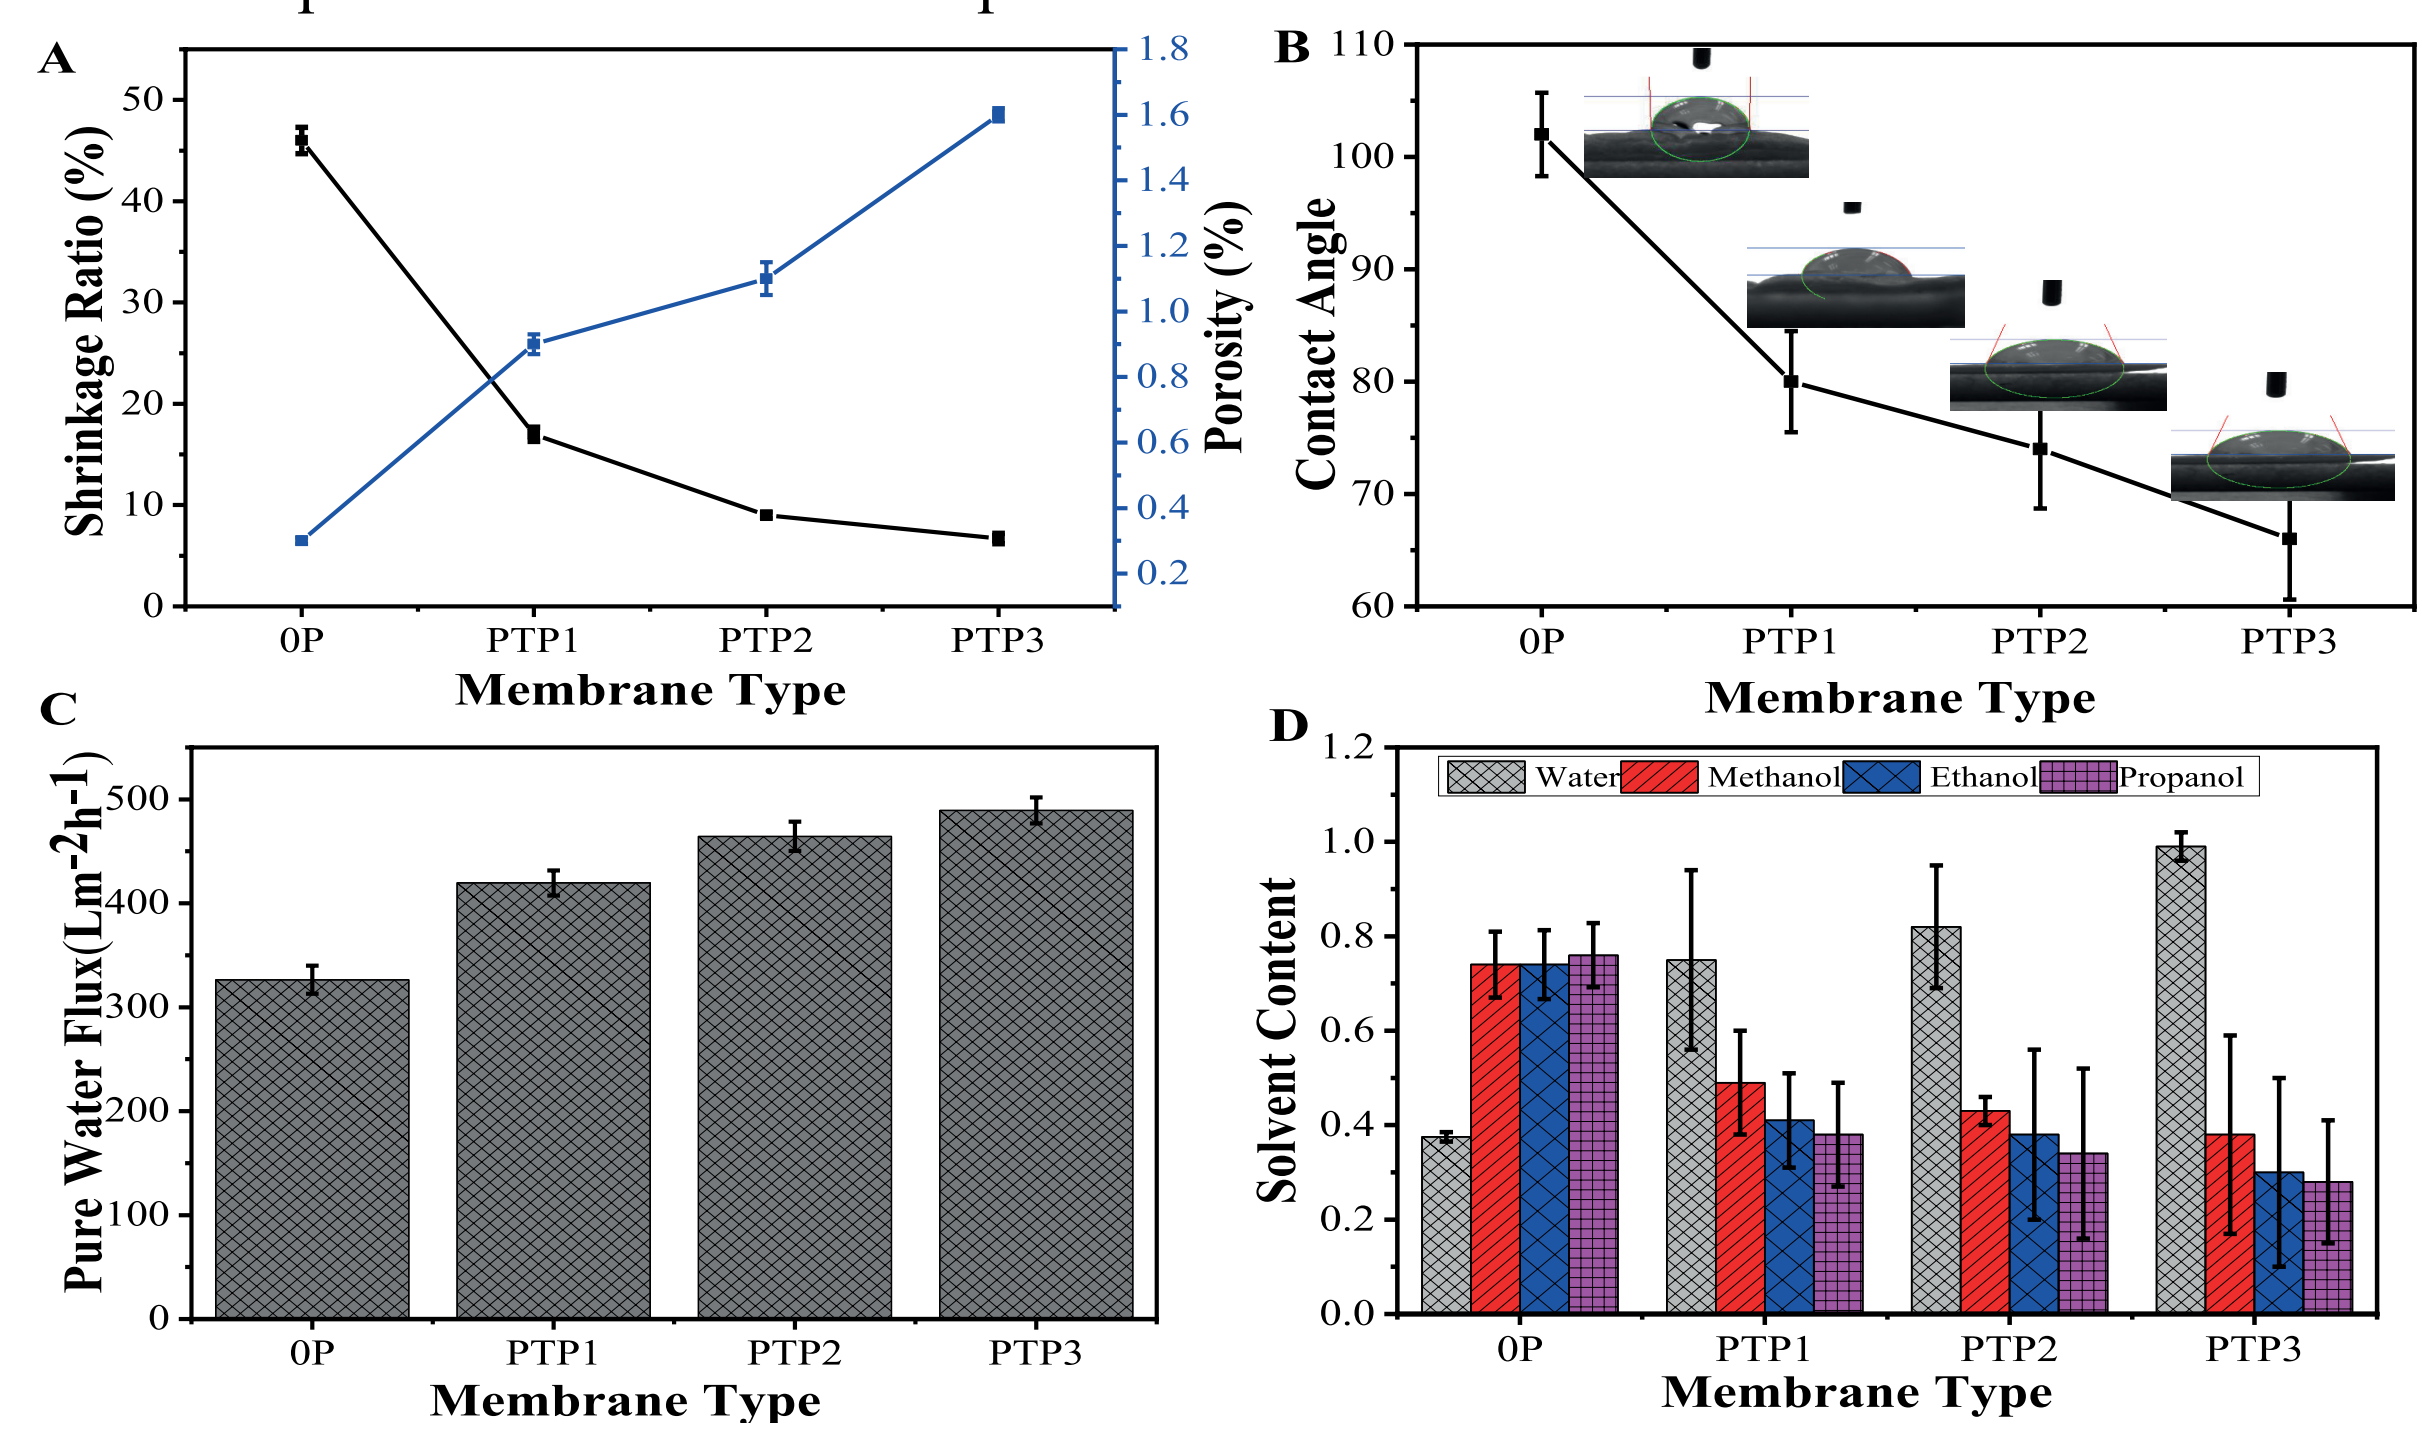 A
Shrinkage Ratio (%)
50
40
30
20
10
0
1.8
1.6
1.4
1.2
1.0
0.8
0.6
0.4
0.2
Porosity (%)
0P PTP1 PTP2 PTP3
Membrane Type
B
Contact Angle
110
100
90
80
70
60
0P PTP1 PTP2 PTP3
Membrane Type
C
Pure Water Flux(Lm-2h-1)
500
400
300
200
100
0
0P PTP1 PTP2 PTP3
Membrane Type
D
Solvent Content
1.2
1.0
0.8
0.6
0.4
0.2
0.0
Water Methanol Ethanol Propanol
0P PTP1 PTP2 PTP3
Membrane Type